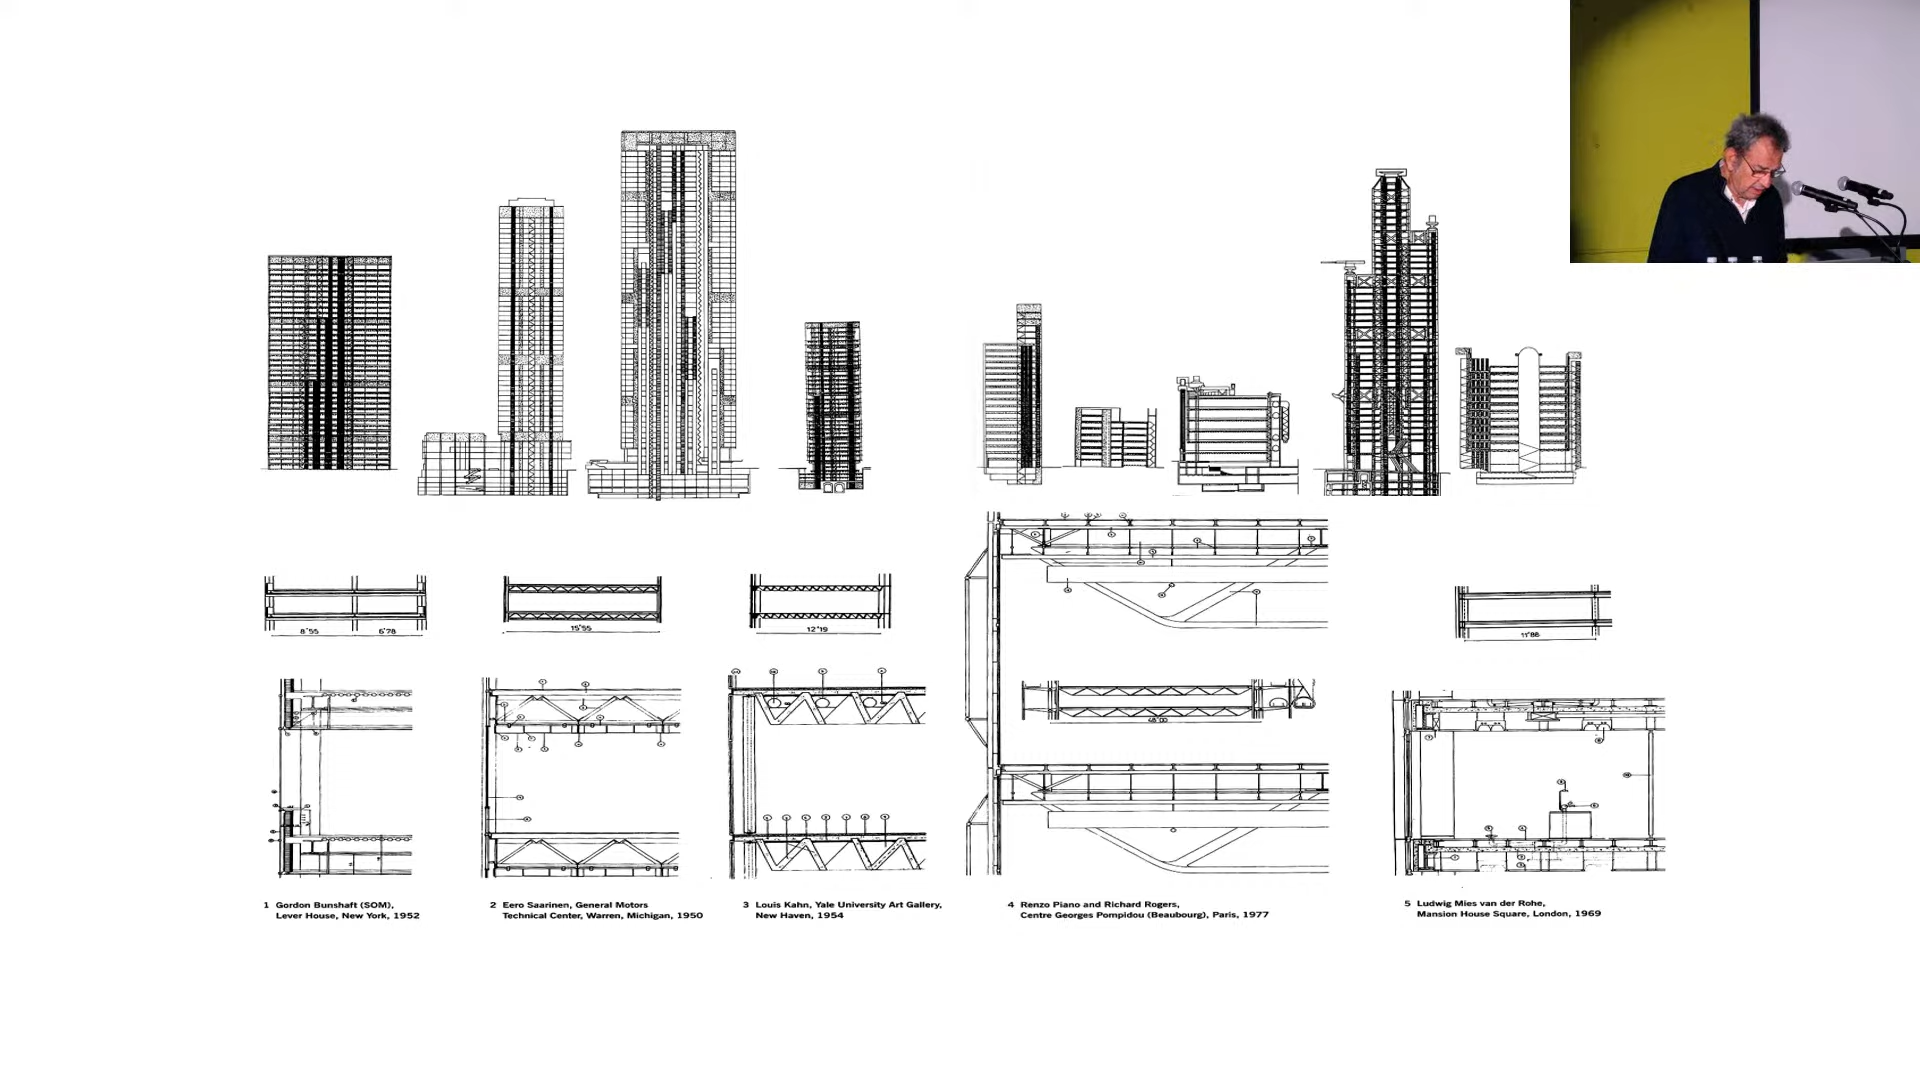 8'55
6'78
15'55
12'19
48'00
11'88
1 Gordon Bunshaft (SOM),
Lever House, New York, 1952
2 Eero Saarinen, General Motors
Technical Center, Warren, Michigan, 1950
3 Louis Kahn, Yale University Art Gallery,
New Haven, 1954
4 Renzo Piano and Richard Rogers,
Centre Georges Pompidou (Beaubourg), Paris, 1977
5 Ludwig Mies van der Rohe,
Mansion House Square, London, 1969